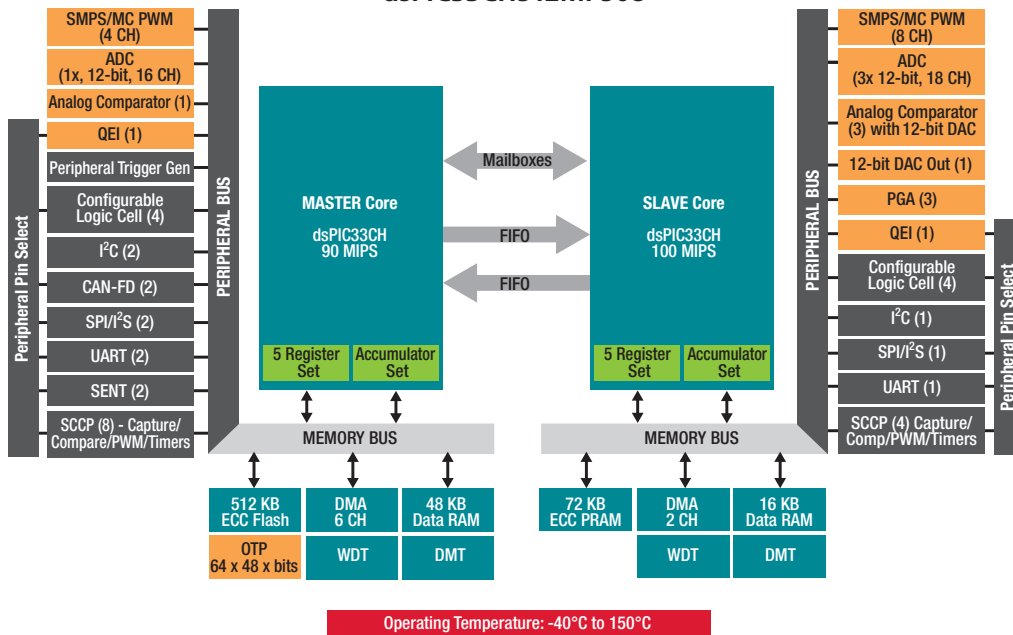 SMPS/MC PWM
(4 CH)
ADC
(1x, 12-bit, 16 CH)
Analog Comparator (1)
QEI (1)
Peripheral Trigger Gen
Configurable
Logic Cell (4)
I²C (2)
CAN-FD (2)
SPI/I²S (2)
UART (2)
SENT (2)
SCCP (8) - Capture/
Compare/PWM/Timers
Peripheral Pin Select
PERIPHERAL BUS
MASTER Core
dsPIC33CH
90 MIPS
5 Register
Set
Accumulator
Set
Mailboxes
FIFO
FIFO
SLAVE Core
dsPIC33CH
100 MIPS
5 Register
Set
Accumulator
Set
PERIPHERAL BUS
SMPS/MC PWM
(8 CH)
ADC
(3x 12-bit, 18 CH)
Analog Comparator
(3) with 12-bit DAC
12-bit DAC Out (1)
PGA (3)
QEI (1)
Configurable
Logic Cell (4)
I²C (1)
SPI/I²S (1)
UART (1)
SCCP (4) Capture/
Comp/PWM/Timers
Peripheral Pin Select
MEMORY BUS
MEMORY BUS
512 KB
ECC Flash
DMA
6 CH
48 KB
Data RAM
OTP
64 x 48 x bits
WDT
DMT
72 KB
ECC PRAM
DMA
2 CH
16 KB
Data RAM
WDT
DMT
Operating Temperature: -40°C to 150°C